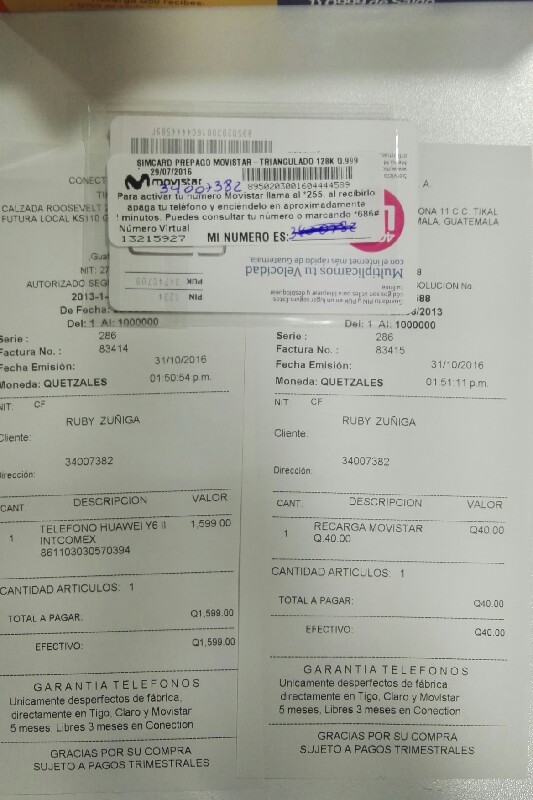 SIMCARD PREPAGO MOVISTAR - TRIANGULADO 128K 0.999
29/07/2016
movistar
34007382
8950203001604444589
Para activar tu número Movistar llama al *255, al recibirlo
apaga tu teléfono y enciéndelo en aproximadamente
minutos. Puedes consultar tu número o marcando *686#
Número Virtual
13215927
MI NUMERO ES:
Multiplicamos tu Velocidad
con el Internet más rápido de Guatemala.
PUK
PIN
CONECT
CALZADA ROOSEVELT
FUTURA LOCAL KS110 G
NIT: 27
AUTORIZADO SEG
2013-1-
De Fecha:
Del: 1 Al: 1000000
Serie : 286
Factura No. : 83414
Fecha Emisión: 31/10/2016
Moneda: QUETZALES 01:50:54 p.m.
NIT: CF
RUBY ZUÑIGA
Cliente:
34007382
Dirección:
CANT. DESCRIPCION VALOR
1 TELEFONO HUAWEI Y6 II 1,599.00
INTCOMEX
861103030570394
CANTIDAD ARTICULOS: 1
TOTAL A PAGAR: Q1,599.00
EFECTIVO: Q1,599.00
GARANTIA TELEFONOS
Unicamente desperfectos de fábrica,
directamente en Tigo, Claro y Movistar
5 meses, Libres 3 meses en Conection
GRACIAS POR SU COMPRA
SUJETO A PAGOS TRIMESTRALES
A.
ONA 11 C.C. TIKAL
MALA, GUATEMALA
OLUCION No
/2013
Del: 1 Al: 1000000
Serie : 286
Factura No. : 83415
Fecha Emisión: 31/10/2016
Moneda: QUETZALES 01:51:11 p.m.
NIT: CF
RUBY ZUÑIGA
Cliente:
34007382
Dirección:
CANT. DESCRIPCION VALOR
1 RECARGA MOVISTAR Q40.00
Q.40.00
CANTIDAD ARTICULOS: 1
TOTAL A PAGAR: Q40.00
EFECTIVO: Q40.00
GARANTIA TELEFONOS
Unicamente desperfectos de fábrica,
directamente en Tigo, Claro y Movistar
5 meses, Libres 3 meses en Conection
GRACIAS POR SU COMPRA
SUJETO A PAGOS TRIMESTRALES